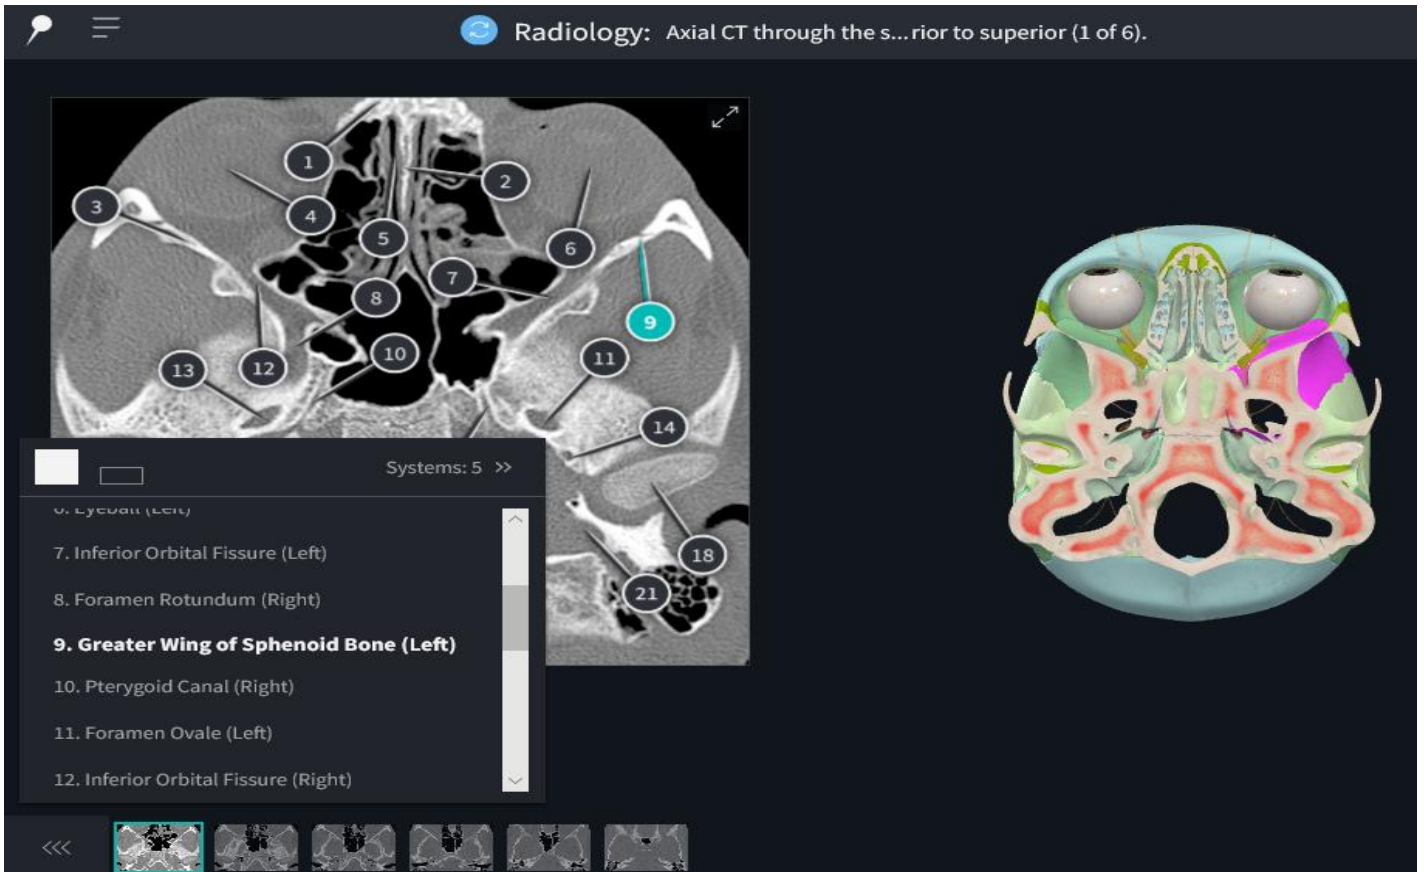 Radiology: Axial CT through the s...rior to superior (1 of 6).
1
2
3
4
5
6
7
8
9
10
11
12
13
14
18
21
Systems: 5 >>
6. Eyeball (Left)
7. Inferior Orbital Fissure (Left)
8. Foramen Rotundum (Right)
9. Greater Wing of Sphenoid Bone (Left)
10. Pterygoid Canal (Right)
11. Foramen Ovale (Left)
12. Inferior Orbital Fissure (Right)
<<<